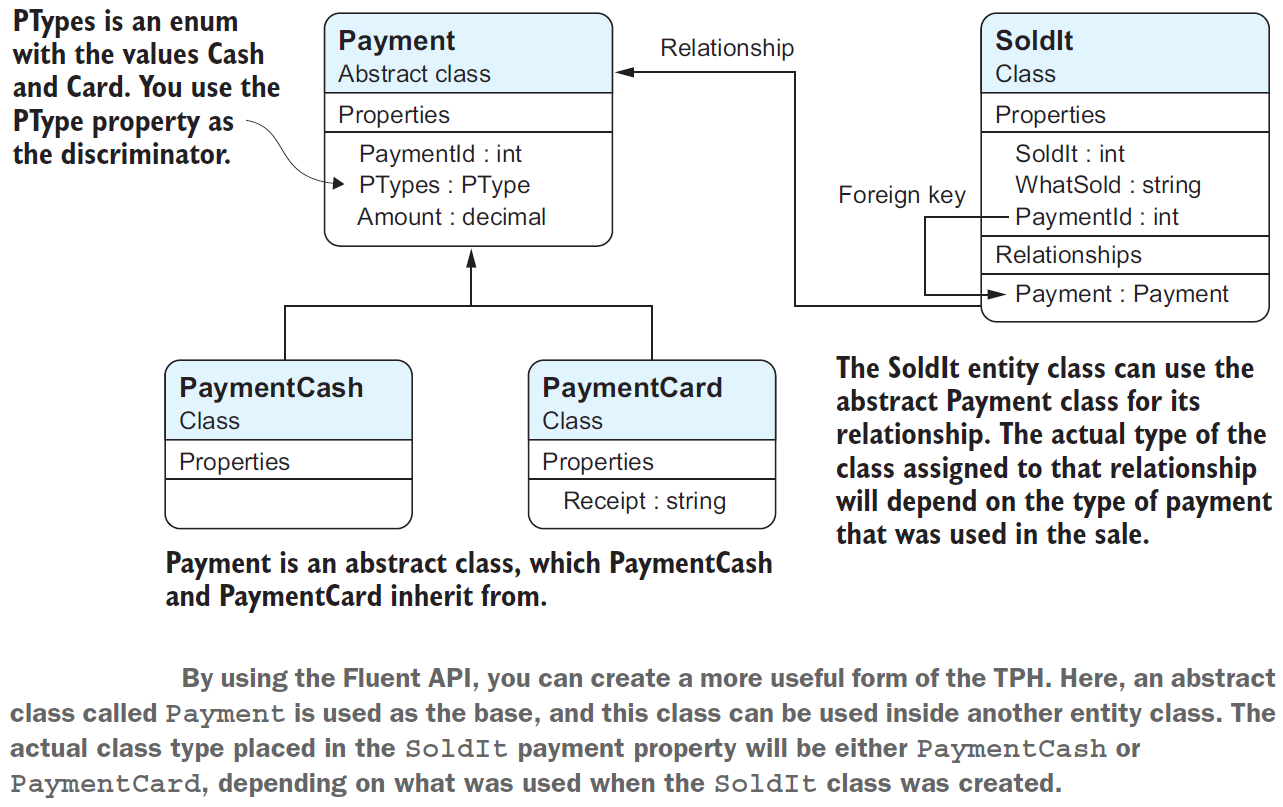 PTypes is an enum
with the values Cash
and Card. You use the
PType property as
the discriminator.
Payment
Abstract class
Properties
PaymentId : int
PTypes : PType
Amount : decimal
Relationship
SoldIt
Class
Properties
SoldIt : int
WhatSold : string
PaymentId : int
Relationships
Payment : Payment
Foreign key
PaymentCash
Class
Properties
PaymentCard
Class
Properties
Receipt : string
The SoldIt entity class can use the
abstract Payment class for its
relationship. The actual type of the
class assigned to that relationship
will depend on the type of payment
that was used in the sale.
Payment is an abstract class, which PaymentCash
and PaymentCard inherit from.
By using the Fluent API, you can create a more useful form of the TPH. Here, an abstract
class called Payment is used as the base, and this class can be used inside another entity class. The
actual class type placed in the SoldIt payment property will be either PaymentCash or
PaymentCard, depending on what was used when the SoldIt class was created.